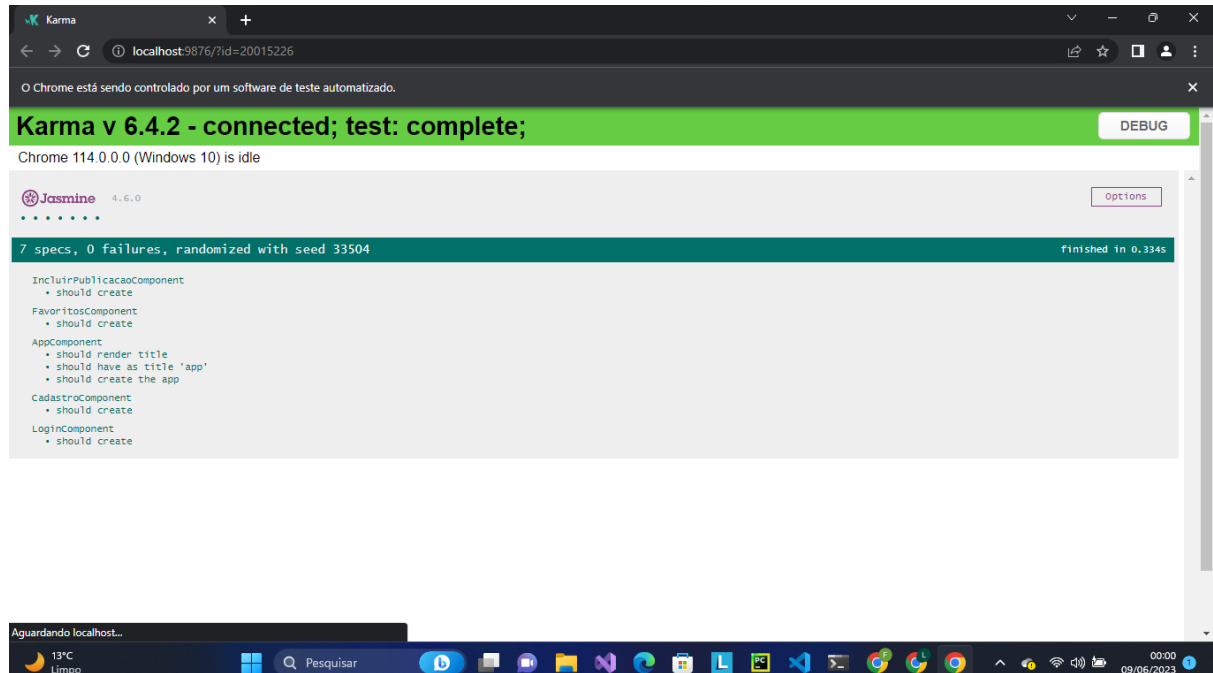 Karma
localhost:9876/?id=20015226
O Chrome está sendo controlado por um software de teste automatizado.
Karma v 6.4.2 - connected; test: complete;
DEBUG
Chrome 114.0.0.0 (Windows 10) is idle
Jasmine 4.6.0
Options
• • • • • • •
7 specs, 0 failures, randomized with seed 33504
finished in 0.334s
IncluirPublicacaoComponent
• should create
FavoritosComponent
• should create
AppComponent
• should render title
• should have as title 'app'
• should create the app
CadastroComponent
• should create
LoginComponent
• should create
Aguardando localhost...
13°C
Limpo
Pesquisar
00:00
09/06/2023
1